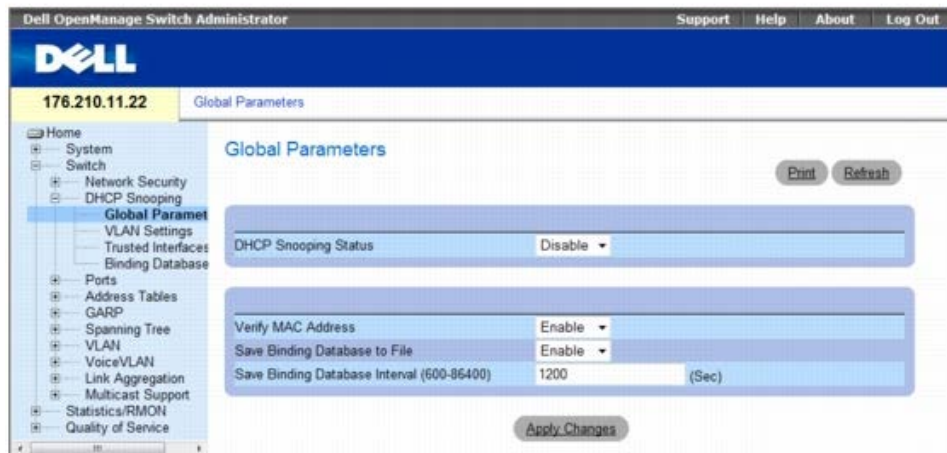 Dell OpenManage Switch Administrator Support Help About Log Out
DELL
176.210.11.22 Global Parameters
Home
System
Switch
Network Security
DHCP Snooping
Global Paramet
VLAN Settings
Trusted Interfaces
Binding Database
Ports
Address Tables
GARP
Spanning Tree
VLAN
VoiceVLAN
Link Aggregation
Multicast Support
Statistics/RMON
Quality of Service
Global Parameters
Print Refresh
DHCP Snooping Status Disable
Verify MAC Address Enable
Save Binding Database to File Enable
Save Binding Database Interval (600-86400) 1200 (Sec)
Apply Changes